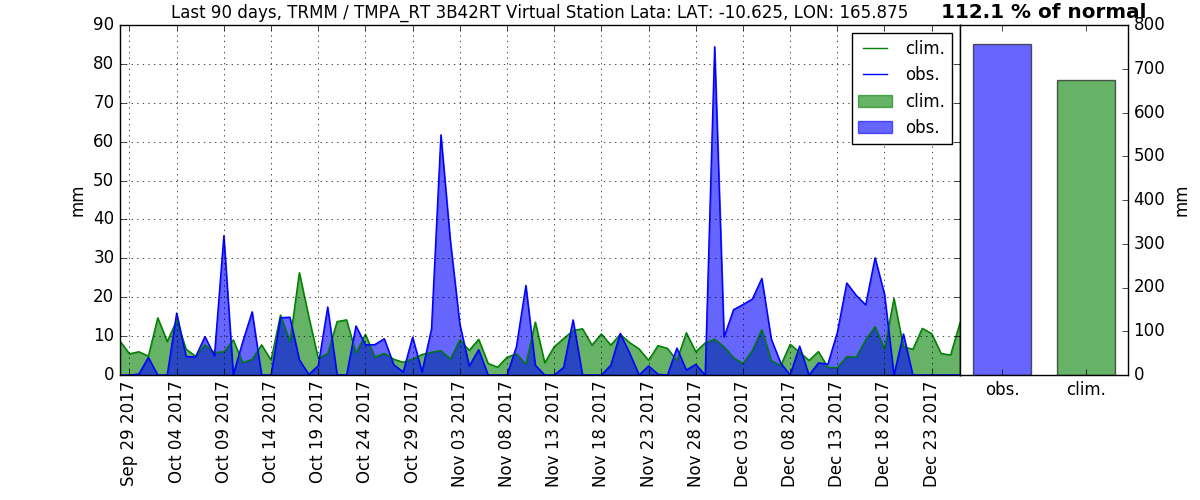 Last 90 days, TRMM / TMPA_RT 3B42RT Virtual Station Lata: LAT: -10.625, LON: 165.875
112.1 % of normal
90
80
70
60
50
40
30
20
10
0
mm
clim.
obs.
clim.
obs.
800
700
600
500
400
300
200
100
0
mm
obs.
clim.
Sep 29 2017
Oct 04 2017
Oct 09 2017
Oct 14 2017
Oct 19 2017
Oct 24 2017
Oct 29 2017
Nov 03 2017
Nov 08 2017
Nov 13 2017
Nov 18 2017
Nov 23 2017
Nov 28 2017
Dec 03 2017
Dec 08 2017
Dec 13 2017
Dec 18 2017
Dec 23 2017